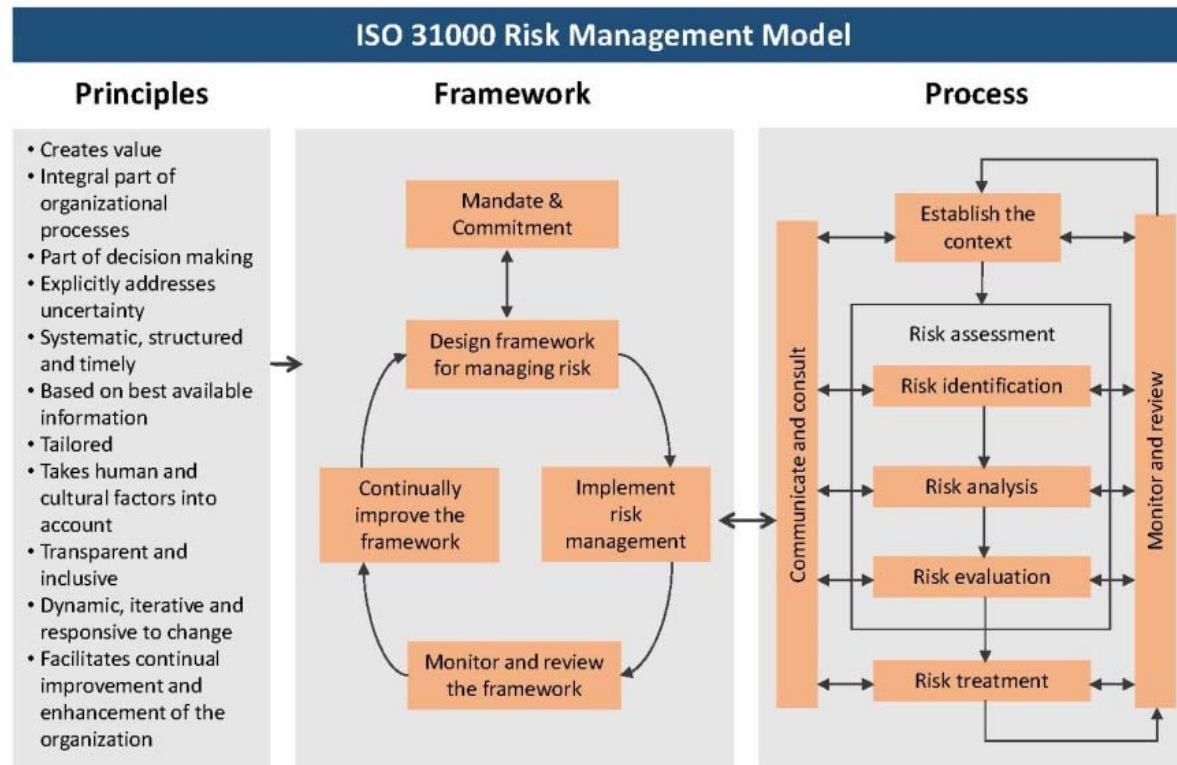 ISO 31000 Risk Management Model
Principles
• Creates value
• Integral part of
organizational
processes
• Part of decision making
• Explicitly addresses
uncertainty
• Systematic, structured
and timely
• Based on best available
information
• Tailored
• Takes human and
cultural factors into
account
• Transparent and
inclusive
• Dynamic, iterative and
responsive to change
• Facilitates continual
improvement and
enhancement of the
organization
Framework
Mandate &
Commitment
Design framework
for managing risk
Continually
improve the
framework
Implement
risk
management
Monitor and review
the framework
Process
Communicate and consult
Establish the
context
Risk assessment
Risk identification
Risk analysis
Risk evaluation
Risk treatment
Monitor and review